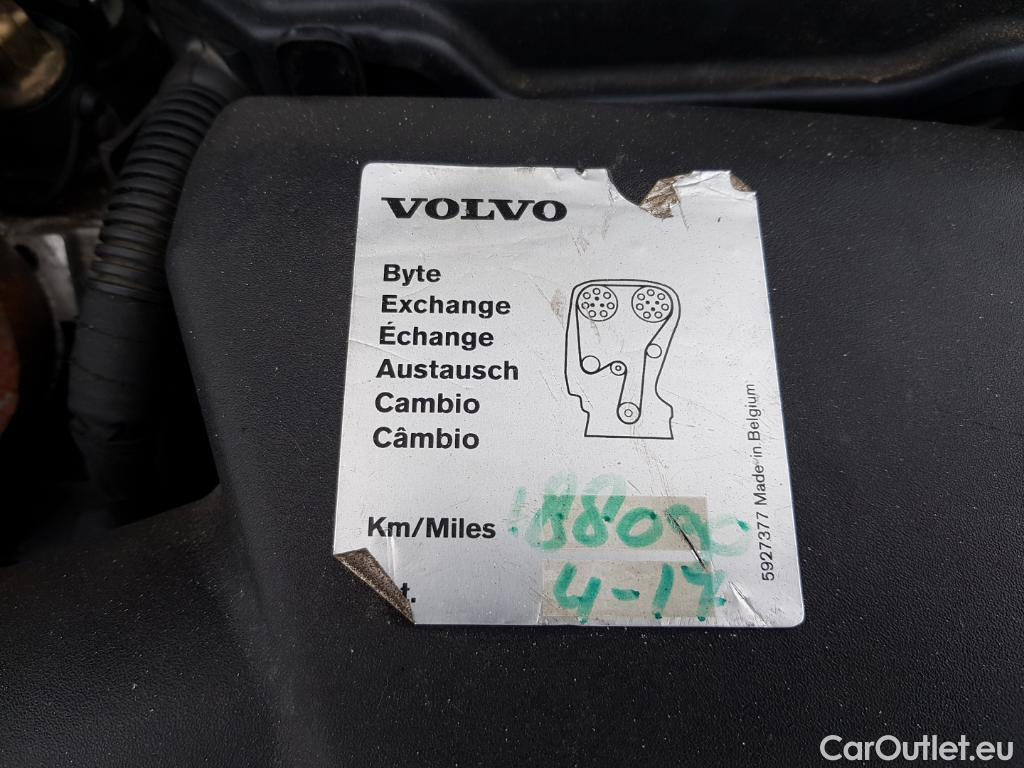 VOLVO
Byte
Exchange
Échange
Austausch
Cambio
Câmbio
Km/Miles
4-17
5927377 Made in Belgium
CarOutlet.eu